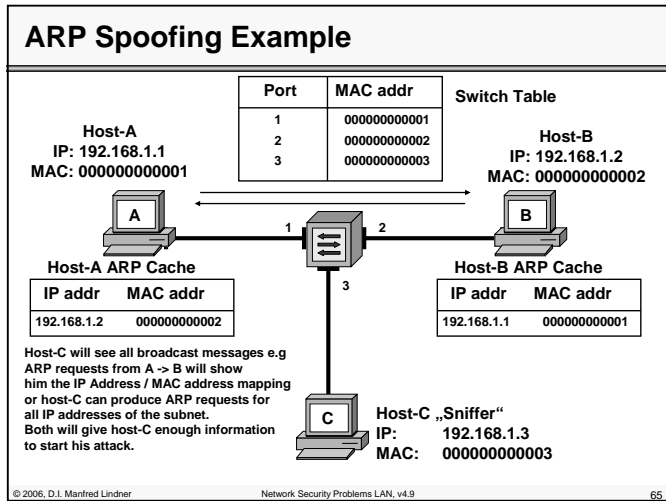 ARP Spoofing Example
Port MAC addr
1 000000000001
2 000000000002
3 000000000003
Switch Table
Host-A
IP: 192.168.1.1
MAC: 000000000001
Host-B
IP: 192.168.1.2
MAC: 000000000002
A
B
1
2
3
Host-A ARP Cache
IP addr MAC addr
192.168.1.2 000000000002
Host-B ARP Cache
IP addr MAC addr
192.168.1.1 000000000001
Host-C will see all broadcast messages e.g
ARP requests from A -> B will show
him the IP Address / MAC address mapping
or host-C can produce ARP requests for
all IP addresses of the subnet.
Both will give host-C enough information
to start his attack.
C
Host-C „Sniffer“
IP: 192.168.1.3
MAC: 000000000003
© 2006, D.I. Manfred Lindner
Network Security Problems LAN, v4.9
65